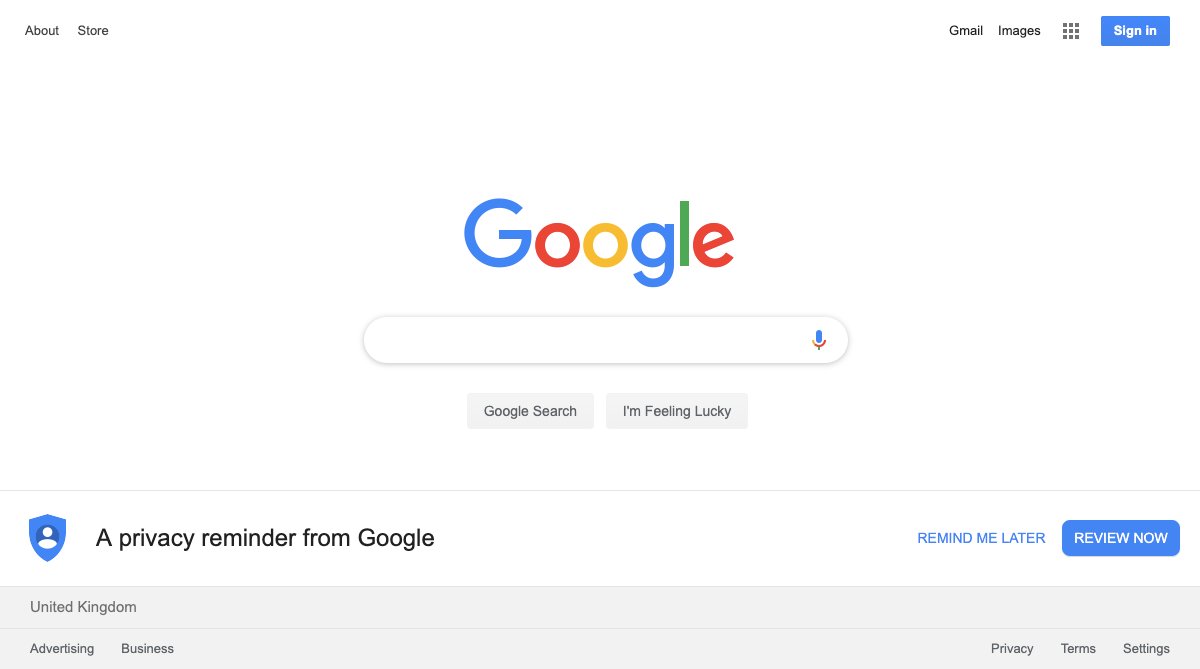 About Store Gmail Images Sign in
Google
Google Search I'm Feeling Lucky
A privacy reminder from Google REMIND ME LATER REVIEW NOW
United Kingdom
Advertising Business Privacy Terms Settings